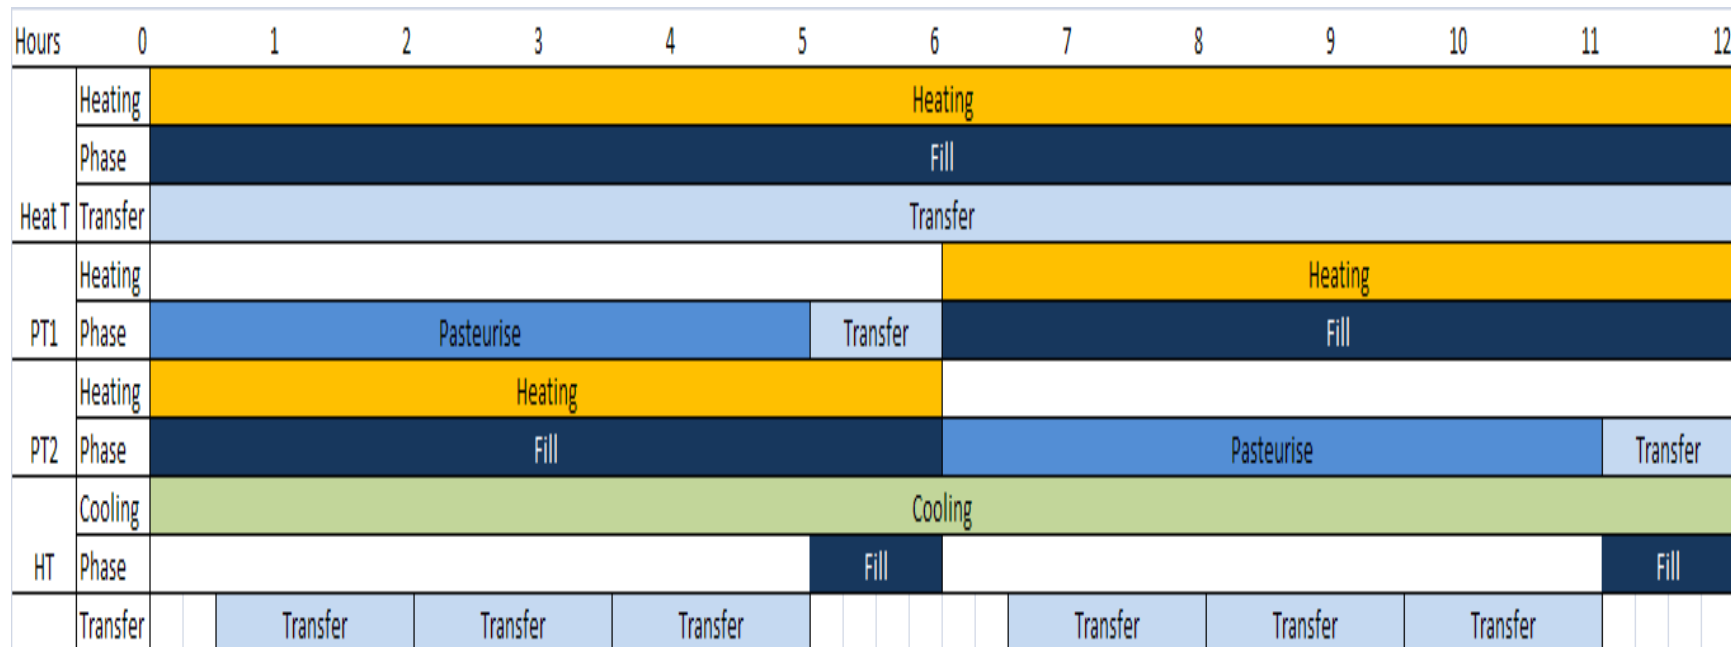 Hours 0 1 2 3 4 5 6 7 8 9 10 11 12
Heating Heating
Phase Fill
Heat T Transfer Transfer
Heating Heating
PT1 Phase Pasteurise Transfer Fill
Heating Heating
PT2 Phase Fill Pasteurise Transfer
Cooling Cooling
HT Phase Fill Fill
Transfer Transfer Transfer Transfer Transfer Transfer Transfer